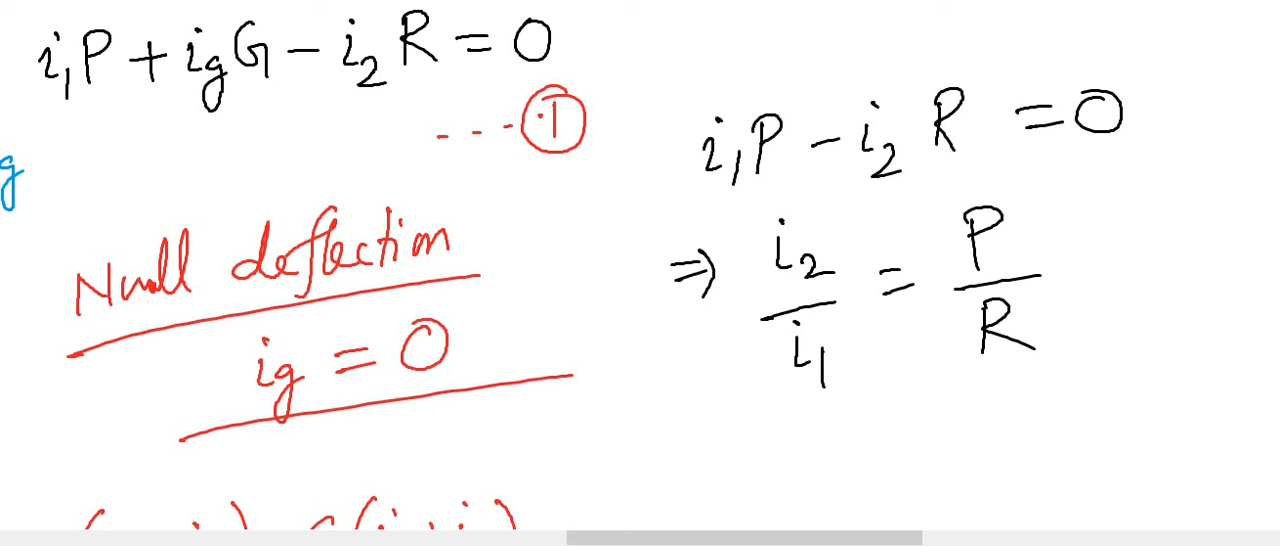 i₁P + i_gG − i₂R = 0
--- ①
g
Null deflection
i_g = 0
i₁P − i₂R = 0
⇒ i₂/i₁ = P/R